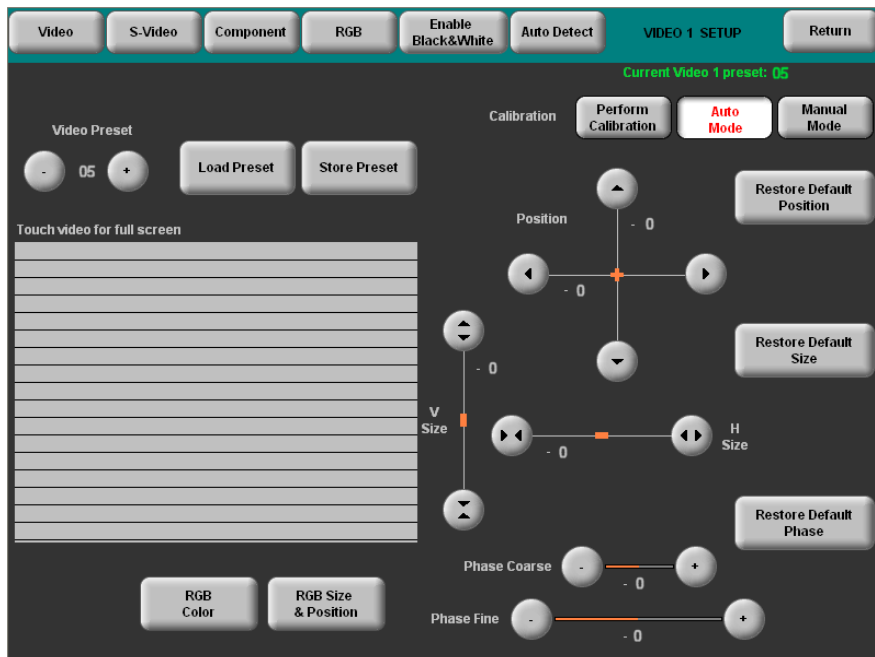 Video
S-Video
Component
RGB
Enable
Black&White
Auto Detect
VIDEO 1 SETUP
Return
Current Video 1 preset: 05
Calibration
Perform
Calibration
Auto
Mode
Manual
Mode
Video Preset
- 05 +
Load Preset
Store Preset
Restore Default
Position
Position
- 0
- 0
Touch video for full screen
Restore Default
Size
- 0
V
Size
H
Size
- 0
Restore Default
Phase
Phase Coarse
- +
- 0
RGB
Color
RGB Size
& Position
Phase Fine
- +
- 0